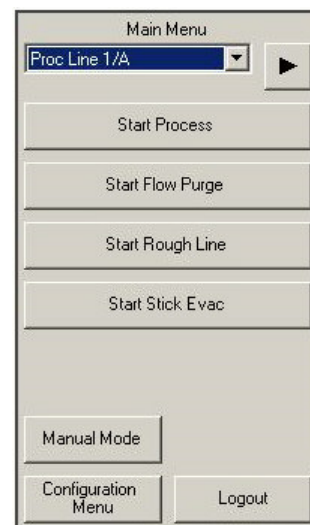 Main Menu
Proc Line 1/A
Start Process
Start Flow Purge
Start Rough Line
Start Stick Evac
Manual Mode
Configuration
Menu
Logout